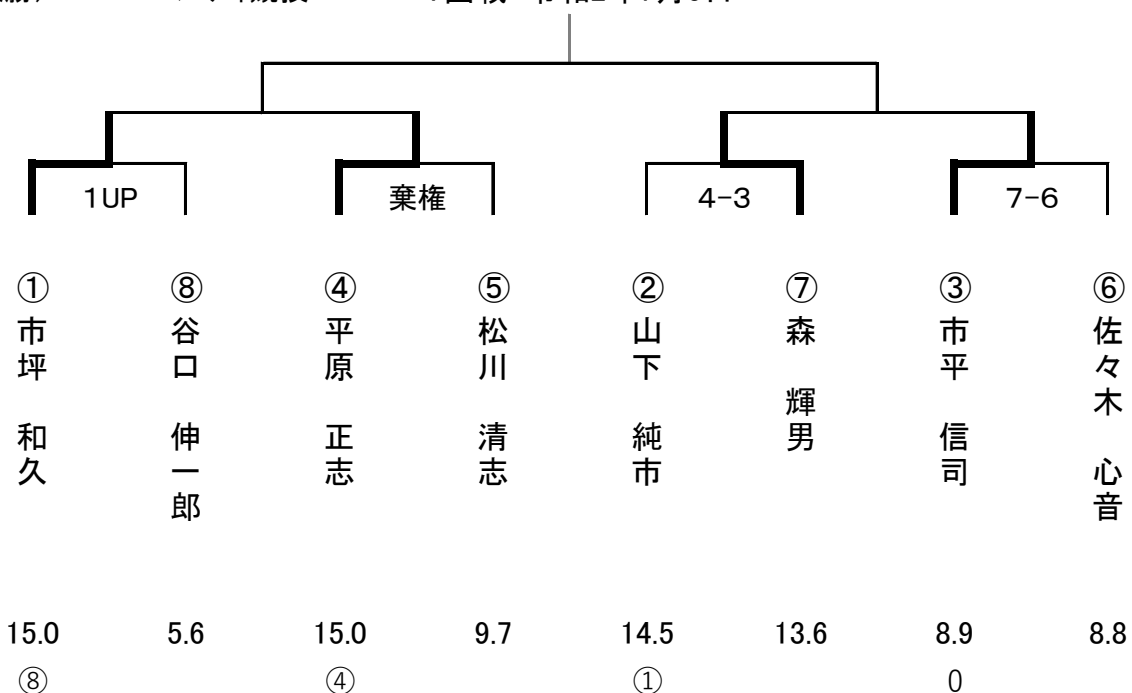 1UP 棄権 4-3 7-6
① ⑧ ④ ⑤ ② ⑦ ③ ⑥
市坪 和久
谷口 伸一郎
平原 正志
松川 清志
山下 純市
森 輝男
市平 信司
佐々木 心音
15.0 5.6 15.0 9.7 14.5 13.6 8.9 8.8
⑧ ④ ① 0